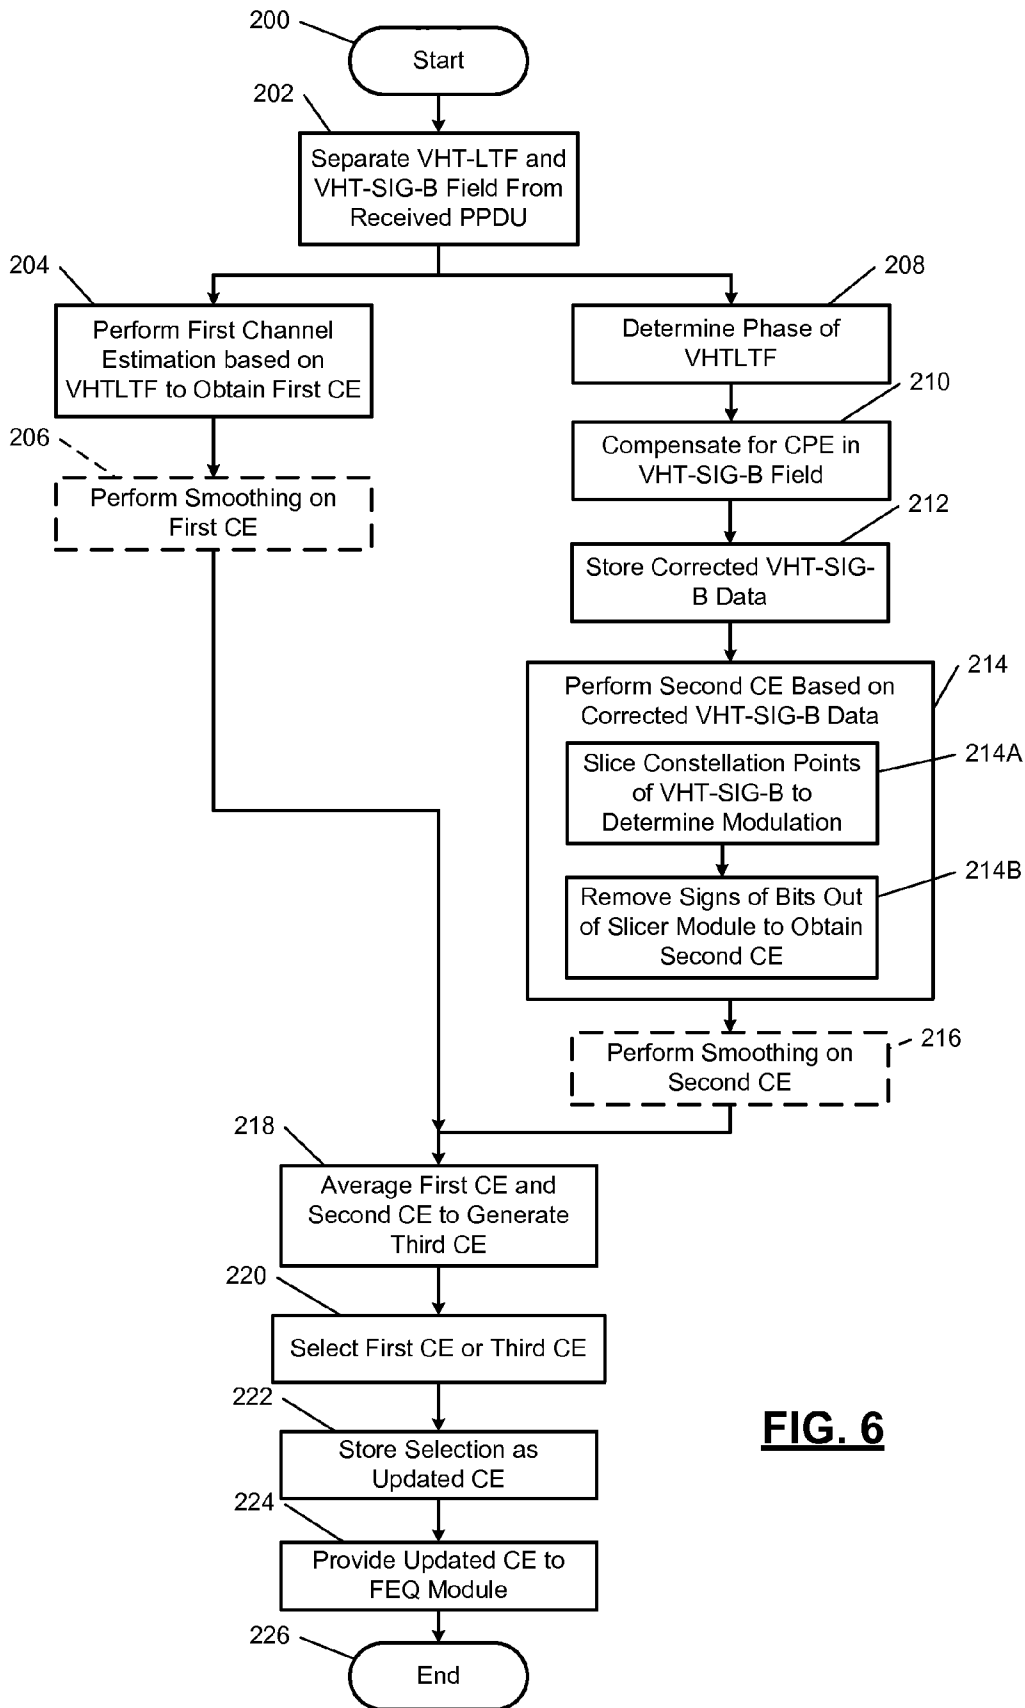 200
Start
202
Separate VHT-LTF and
VHT-SIG-B Field From
Received PPDU
204
Perform First Channel
Estimation based on
VHTLTF to Obtain First CE
206
Perform Smoothing on
First CE
208
Determine Phase of
VHTLTF
210
Compensate for CPE in
VHT-SIG-B Field
212
Store Corrected VHT-SIG-
B Data
214
Perform Second CE Based on
Corrected VHT-SIG-B Data
214A
Slice Constellation Points
of VHT-SIG-B to
Determine Modulation
214B
Remove Signs of Bits Out
of Slicer Module to Obtain
Second CE
216
Perform Smoothing on
Second CE
218
Average First CE and
Second CE to Generate
Third CE
220
Select First CE or Third CE
222
Store Selection as
Updated CE
224
Provide Updated CE to
FEQ Module
226
End
FIG. 6